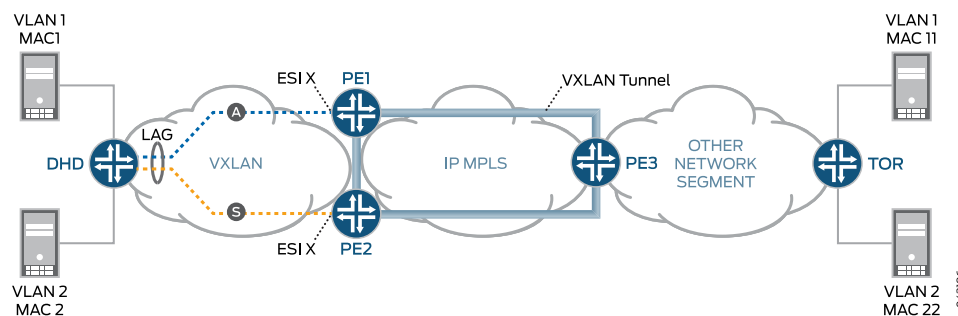 VLAN 1
MAC1
VLAN 1
MAC 11
ESI X
PE1
VXLAN Tunnel
A
LAG
DHD
VXLAN
IP MPLS
PE3
OTHER
NETWORK
SEGMENT
TOR
S
ESI X
PE2
VLAN 2
MAC 2
VLAN 2
MAC 22